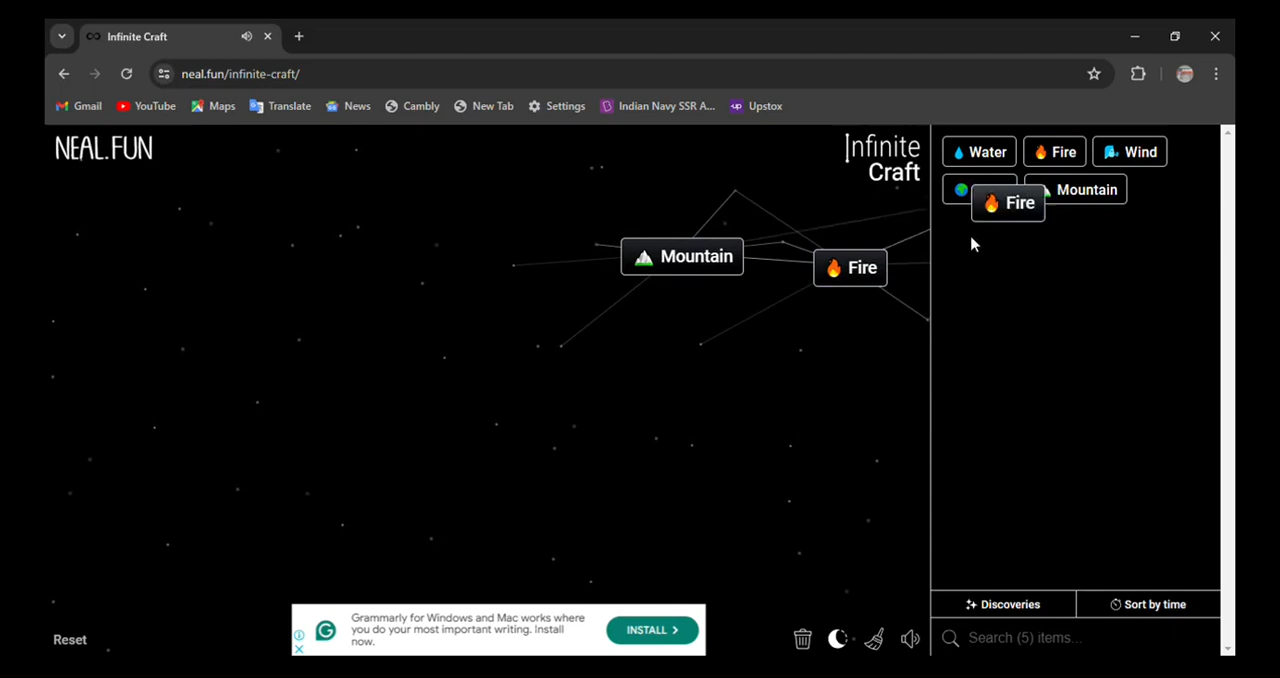 Infinite Craft
neal.fun/infinite-craft/
Gmail YouTube Maps Translate News Cambly New Tab Settings Indian Navy SSR A... Upstox
NEAL.FUN
Infinite
Craft
Water Fire Wind
Mountain
Fire
Mountain
Fire
Discoveries Sort by time
Search (5) items...
Grammarly for Windows and Mac works where
you do your most important writing. Install
now.
INSTALL >
Reset